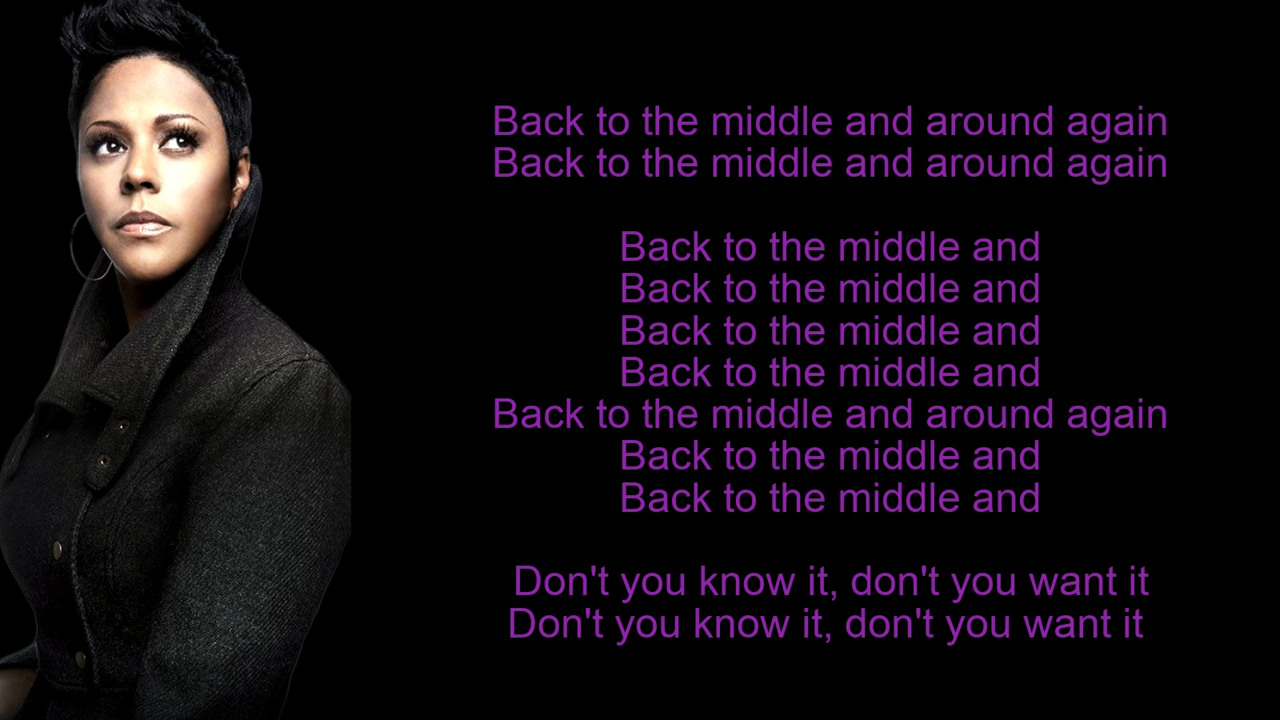 Back to the middle and around again
Back to the middle and around again
Back to the middle and
Back to the middle and
Back to the middle and
Back to the middle and
Back to the middle and around again
Back to the middle and
Back to the middle and
Don't you know it, don't you want it
Don't you know it, don't you want it